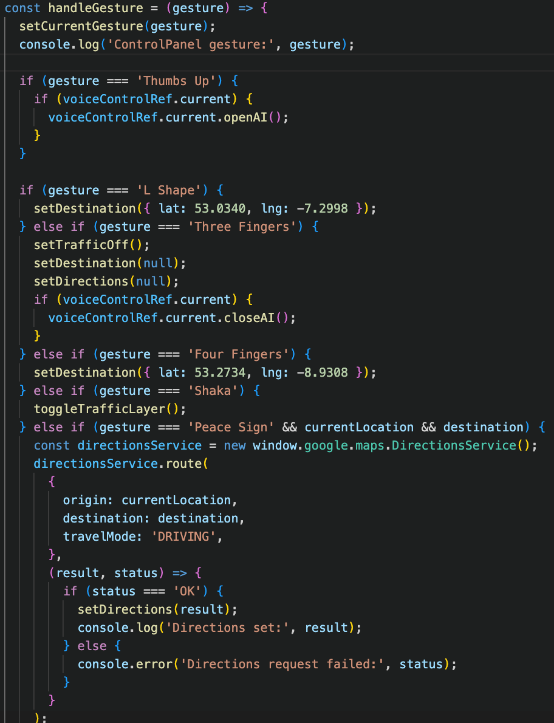 const handleGesture = (gesture) => {
setCurrentGesture(gesture);
console.log('ControlPanel gesture:', gesture);
if (gesture === 'Thumbs Up') {
if (voiceControlRef.current) {
voiceControlRef.current.openAI();
}
}
if (gesture === 'L Shape') {
setDestination({ lat: 53.0340, lng: -7.2998 });
} else if (gesture === 'Three Fingers') {
setTrafficOff();
setDestination(null);
setDirections(null);
if (voiceControlRef.current) {
voiceControlRef.current.closeAI();
}
} else if (gesture === 'Four Fingers') {
setDestination({ lat: 53.2734, lng: -8.9308 });
} else if (gesture === 'Shaka') {
toggleTrafficLayer();
} else if (gesture === 'Peace Sign' && currentLocation && destination) {
const directionsService = new window.google.maps.DirectionsService();
directionsService.route(
{
origin: currentLocation,
destination: destination,
travelMode: 'DRIVING',
},
(result, status) => {
if (status === 'OK') {
setDirections(result);
console.log('Directions set:', result);
} else {
console.error('Directions request failed:', status);
}
}
);